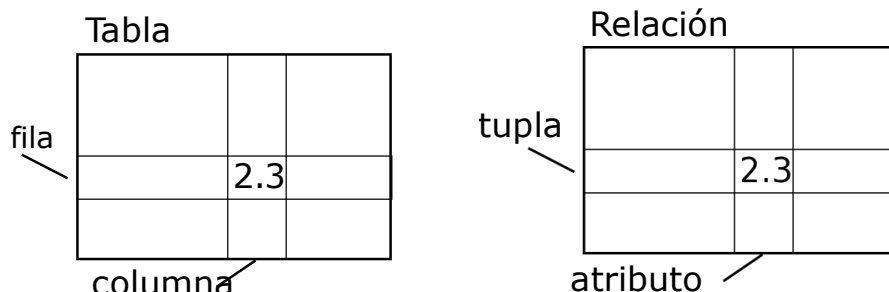 Tabla
fila
2.3
columna
Relación
tupla
2.3
atributo